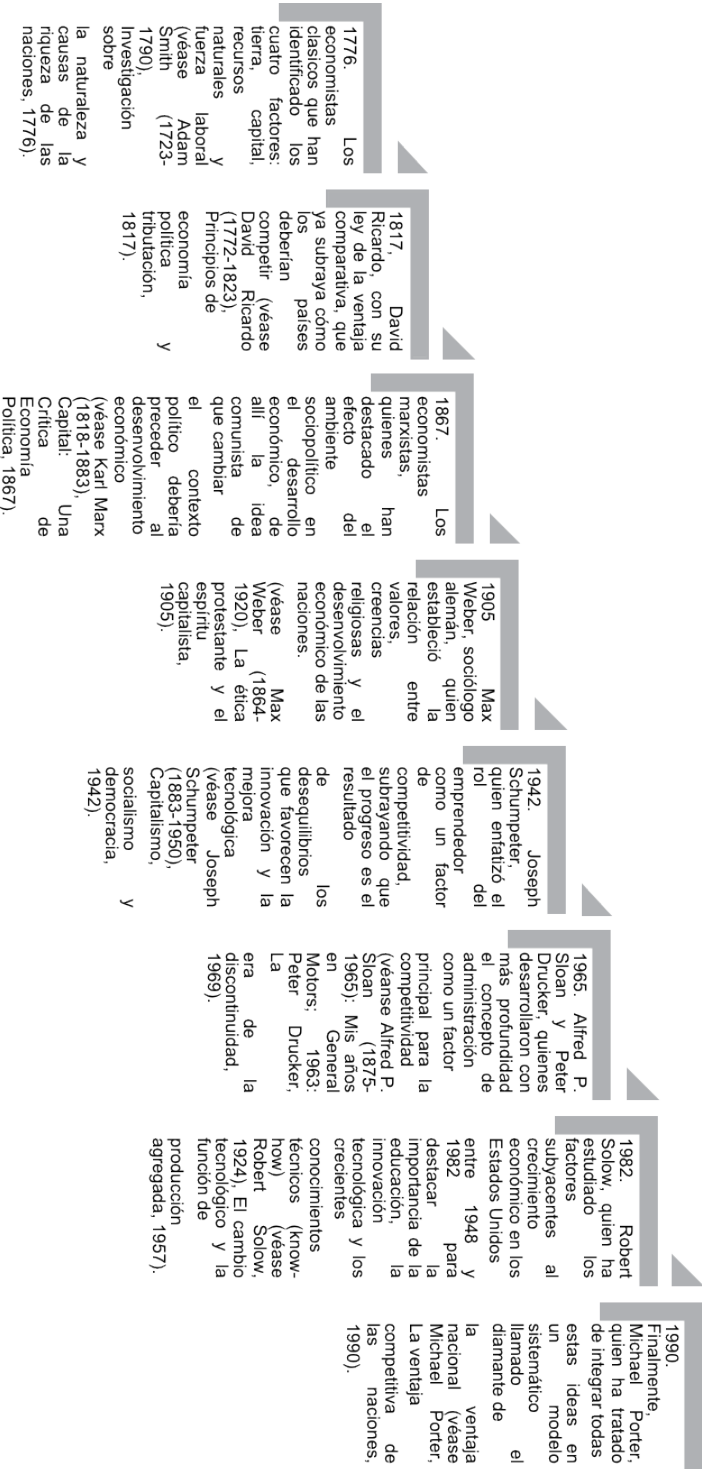 1776. Los
economistas
clasicos que han
identificado los
cuatro factores:
tierra, capital,
recursos
naturales y
fuerza laboral
(véase Adam
Smith (1723-
1790),
Investigación
sobre
la naturaleza y
causas de la
riqueza de las
naciones, 1776).
1817, David
Ricardo, con su
ley de la ventaja
comparativa, que
ya subraya cómo
los países
deberían
competir (véase
David Ricardo
(1772-1823),
Principios de
economía
política y
tributación,
1817).
1867. Los
economistas
marxistas,
quienes han
destacado el
efecto del
ambiente
sociopolítico en
el desarrollo
económico, de
allí la idea
comunista de
que cambiar
el contexto
político debería
preceder al
desenvolvimiento
económico
(véase Karl Marx
(1818-1883),
Capital: Una
Crítica de
Economía
Política, 1867).
1905 Max
Weber, sociólogo
alemán, quien
estableció la
relación entre
valores,
creencias
religiosas y el
desenvolvimiento
económico de las
naciones.
(véase Max
Weber (1864-
1920), La ética
protestante y el
espíritu
capitalista,
1905).
1942. Joseph
Schumpeter,
quien enfatizó el
rol del
emprendedor
como un factor
de
competitividad,
subrayando que
el progreso es el
resultado
de los
desequilibrios
que favorecen la
innovación y la
mejora
tecnológica
(véase Joseph
Schumpeter
(1883-1950),
Capitalismo,
socialismo y
democracia,
1942).
1965. Alfred P.
Sloan y Peter
Drucker, quienes
desarrollaron con
más profundidad
el concepto de
administración
como un factor
principal para la
competitividad
(véanse Alfred P.
Sloan (1875-
1965): Mis años
en General
Motors; 1963:
Peter Drucker,
La
era de la
discontinuidad,
1969).
1982. Robert
Solow, quien ha
estudiado los
factores
subyacentes al
crecimiento
económico en los
Estados Unidos
entre 1948 y
1982 para
destacar la
importancia de la
educación, la
innovación
tecnológica y los
crecientes
conocimientos
técnicos (know-
how) (véase
Robert Solow,
1924), El cambio
tecnológico y la
función de
producción
agregada, 1957).
1990.
Finalmente,
Michael Porter,
quien ha tratado
de integrar todas
estas ideas en
un modelo
sistemático
llamado el
diamante de
la ventaja
nacional (véase
Michael Porter,
La ventaja
competitiva de
las naciones,
1990).